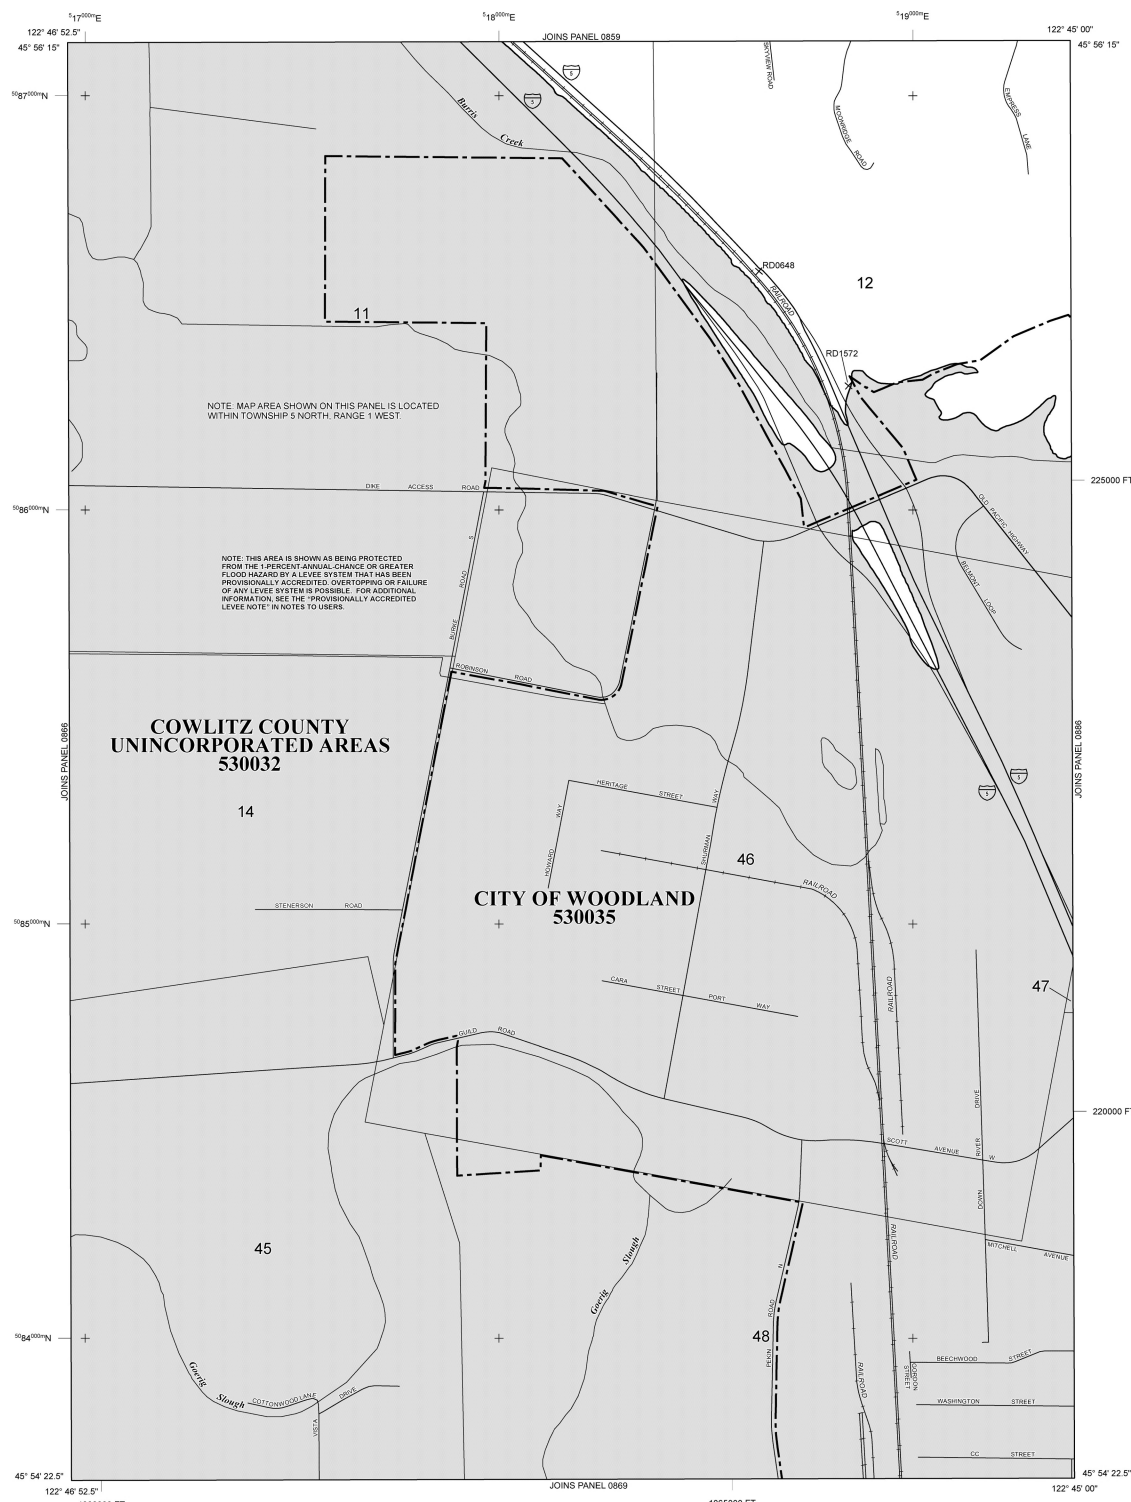 517000mE
518000mE
519000mE
122° 46' 52.5"
122° 45' 00"
JOINS PANEL 0859
45° 56' 15"
45° 56' 15"
5
SKYVIEW ROAD
5087000mN
5
EMPRESS
LANE
MOONRIDGE
ROAD
Burris
Creek
RD0648
12
RAILROAD
11
RD1572
NOTE: MAP AREA SHOWN ON THIS PANEL IS LOCATED
WITHIN TOWNSHIP 5 NORTH, RANGE 1 WEST.
225000 FT
DIKE ACCESS ROAD
5086000mN
OLD PACIFIC HIGHWAY
BURKE ROAD S
NOTE: THIS AREA IS SHOWN AS BEING PROTECTED
FROM THE 1-PERCENT-ANNUAL-CHANCE OR GREATER
FLOOD HAZARD BY A LEVEE SYSTEM THAT HAS BEEN
PROVISIONALLY ACCREDITED. OVERTOPPING OR FAILURE
OF ANY LEVEE SYSTEM IS POSSIBLE. FOR ADDITIONAL
INFORMATION, SEE THE "PROVISIONALLY ACCREDITED
LEVEE NOTE" IN NOTES TO USERS.
BELMONT LOOP
ROBINSON ROAD
COWLITZ COUNTY
UNINCORPORATED AREAS
530032
JOINS PANEL 0866
JOINS PANEL 0886
5
5
HERITAGE STREET
14
HOWARD WAY
SHURMAN WAY
46
RAILROAD
CITY OF WOODLAND
530035
STENERSON ROAD
5085000mN
CARA STREET PORT WAY
RAILROAD
47
GUILD ROAD
220000 FT
DOWN RIVER DRIVE
SCOTT AVENUE W
RAILROAD
MITCHELL AVENUE
45
Goerig
Slough
PEKIN ROAD N
5084000mN
48
BEECHWOOD STREET
GORDON
STREET
RAILROAD
Goerig
Slough
COTTONWOOD LANE
VISTA
DRIVE
WASHINGTON STREET
CC STREET
45° 54' 22.5"
45° 54' 22.5"
JOINS PANEL 0869
122° 46' 52.5"
122° 45' 00"